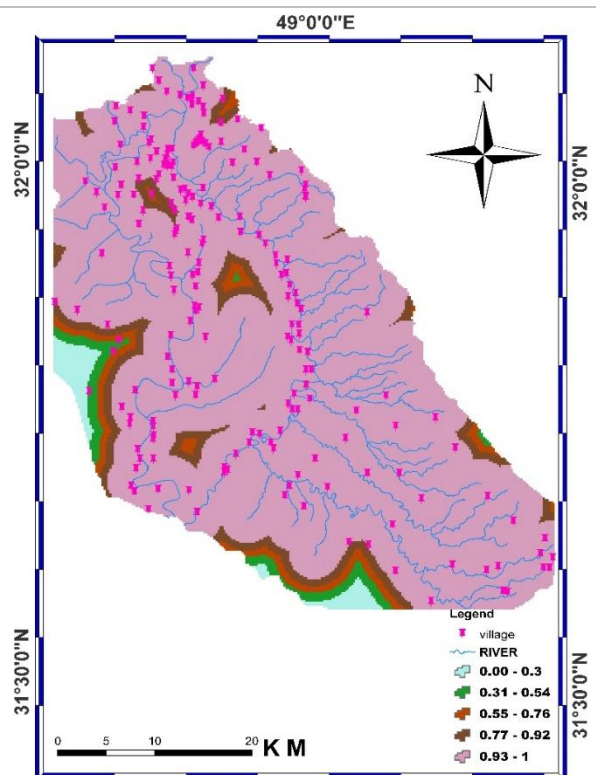 49°0'0"E
N
32°0'0"N
32°0'0"N
31°30'0"N
31°30'0"N
Legend
village
RIVER
0.00 - 0.3
0.31 - 0.54
0.55 - 0.76
0.77 - 0.92
0.93 - 1
0 5 10 20 K M